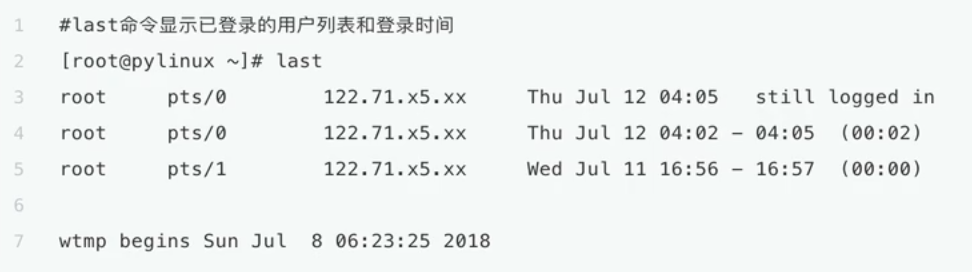 1 #last命令显示已登录的用户列表和登录时间
2 [root@pylinux ~]# last
3 root     pts/0        122.71.x5.xx     Thu Jul 12 04:05   still logged in
4 root     pts/0        122.71.x5.xx     Thu Jul 12 04:02 - 04:05  (00:02)
5 root     pts/1        122.71.x5.xx     Wed Jul 11 16:56 - 16:57  (00:00)
6
7 wtmp begins Sun Jul  8 06:23:25 2018